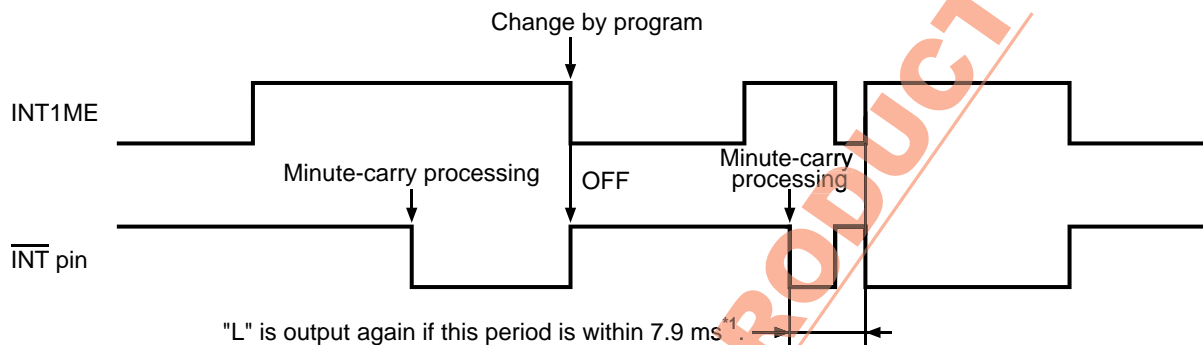 Change by program
INT1ME
Minute-carry processing
OFF
Minute-carry
processing
INT pin
"L" is output again if this period is within 7.9 ms*1.
RODUCT